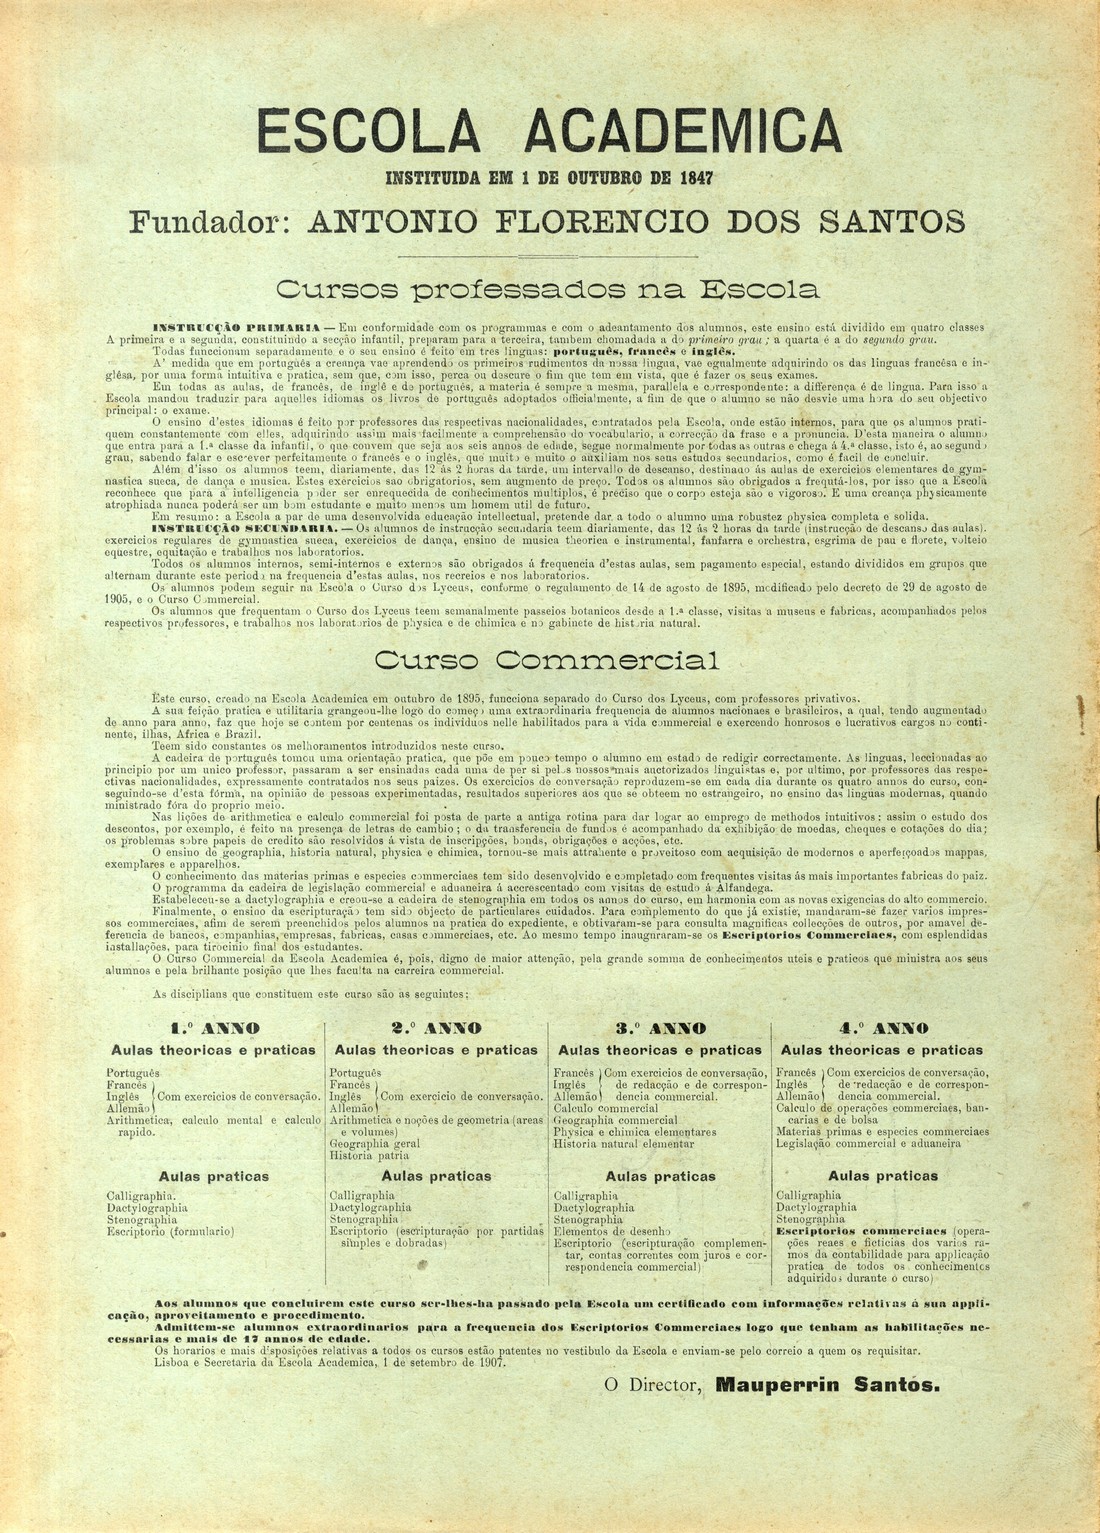 ESCOLA ACADEMICA
INSTITUIDA EM 1 DE OUTUBRO DE 1847
Fundador: ANTONIO FLORENCIO DOS SANTOS
Cursos professados na Escola
INSTRUCÇÃO PRIMARIA — Em conformidade com os programmas e com o adeantamento dos alumnos, este ensino está dividido em quatro classes
A primeira e a segunda, constituindo a secção infantil, preparam para a terceira, tambem chomadada a do primeiro grau; a quarta é a do segundo grau.
Todas funccionam separadamente e o seu ensino é feito em tres linguas: português, francês e inglês.
A' medida que em português a creança vae aprendendo os primeiros rudimentos da nossa lingua, vae egualmente adquirindo os das linguas francêsa e in-
glêsa, por uma forma intuitiva e pratica, sem que, com isso, perca ou descure o fim que tem em vista, que é fazer os seus exames.
Em todas as aulas, de francês, de inglê e do português, a materia é sempre a mesma, parallela e correspondente: a differença é de lingua. Para isso a
Escola mandou traduzir para aquelles idiomas os livros de português adoptados officialmente, a fim de que o alumno se não desvie uma hora do seu objectivo
principal: o exame.
O ensino d'estes idiomas é feito por professores das respectivas nacionalidades, contratados pela Escola, onde estão internos, para que os alumnos prati-
quem constantemente com elles, adquirindo assim mais facilmente a comprehensão do vocabulario, a correcção da frase e a pronuncia. D'esta maneira o alumno
que entra pará a 1.ª classe da infantil, o que convem que seja aos seis annos de edade, segue normalmente por todas as outras e chega á 4.ª classe, isto é, ao segundo
grau, sabendo falar e escrever perfeitamente o francês e o inglês, que muito e muito o auxiliam nos seus estudos secundarios, como é facil de concluir.
Além d'isso os alumnos teem, diariamente, das 12 ás 2 horas da tarde, um intervallo de descanso, destinado ás aulas de exercicios elementares de gym-
nastica sueca, de dança e musica. Estes exercicios são obrigatorios, sem augmento de preço. Todos os alumnos são obrigados a frequtá-los, por isso que a Escola
reconhece que para a intelligencia poder ser enrequecida de conhecimentos multiplos, é preciso que o corpo esteja são e vigoroso. E uma creança physicamente
atrophiada nunca poderá ser um bom estudante e muito menos um homem util de futuro.
Em resumo: a Escola a par de uma desenvolvida educação intellectual, pretende dar a todo o alumno uma robustez physica completa e solida.
INSTRUCÇÃO SECUNDARIA. — Os alumnos de instrucção secundaria teem diariamente, das 12 ás 2 horas da tarde (instrucção de descanso das aulas).
exercicios regulares de gymnastica sueca, exercicios de dança, ensino de musica theorica e instrumental, fanfarra e orchestra, esgrima de pau e florete, volteio
equestre, equitação e trabalhos nos laboratorios.
Todos os alumnos internos, semi-internos e externos são obrigados á frequencia d'estas aulas, sem pagamento especial, estando divididos em grupos que
alternam durante este periodo na frequencia d'estas aulas, nos recreios e nos laboratorios.
Os alumnos podem seguir na Escola o Curso dos Lyceus, conforme o regulamento de 14 de agosto de 1895, modificado pelo decreto de 29 de agosto de
1905, e o Curso Commercial.
Os alumnos que frequentam o Curso dos Lyceus teem semanalmente passeios botanicos desde a 1.ª classe, visitas a museus e fabricas, acompanhados pelos
respectivos professores, e trabalhos nos laboratorios de physica e de chimica e no gabinete de historia natural.
Curso Commercial
Este curso, creado na Escola Academica em outubro de 1895, funcciona separado do Curso dos Lyceus, com professores privativos.
A sua feição pratica e utilitaria grangeou-lhe logo do começo uma extraordinaria frequencia de alumnos nacionaes e brasileiros, a qual, tendo augmentado
de anno para anno, faz que hoje se contem por centenas os individuos nelle habilitados para a vida commercial e exercendo honrosos e lucrativos cargos no conti-
nente, ilhas, Africa e Brazil.
Teem sido constantes os melhoramentos introduzidos neste curso.
A cadeira de português tomou uma orientação pratica, que põe em pouco tempo o alumno em estado de redigir correctamente. As linguas, leccionadas ao
principio por um unico professor, passaram a ser ensinadas cada uma de per si pelos nossos mais auctorizados linguistas e, por ultimo, por professores das respe-
ctivas nacionalidades, expressamente contratados nos seus paizes. Os exercicios de conversação reproduzem-se em cada dia durante os quatro annos do curso, con-
seguindo-se d'esta fórma, na opinião de pessoas experimentadas, resultados superiores aos que se obteem no estrangeiro, no ensino das linguas modernas, quando
ministrado fóra do proprio meio.
Nas lições de arithmetica e calculo commercial foi posta de parte a antiga rotina para dar logar ao emprego de methodos intuitivos: assim o estudo dos
descontos, por exemplo, é feito na presença de letras de cambio; o da transferencia de fundos é acompanhado da exhibição de moedas, cheques e cotações do dia;
os problemas sobre papeis de credito são resolvidos á vista de inscripções, bonds, obrigações e acções, etc.
O ensino de geographia, historia natural, physica e chimica, tornou-se mais attrahente e proveitoso com acquisição de modernos e aperfeiçoados mappas,
exemplares e apparelhos.
O conhecimento das materias primas e especies commerciaes tem sido desenvolvido e completado com frequentes visitas ás mais importantes fabricas do paiz.
O programma da cadeira de legislação commercial e aduaneira á accrescentado com visitas de estudo á Alfandega.
Estabeleceu-se a dactylographia e creou-se a cadeira de stenographia em todos os annos do curso, em harmonia com as novas exigencias do alto commercio.
Finalmente, o ensino da escripturação tem sido objecto de particulares cuidados. Para complemento do que já existie, mandaram-se fazer varios impres-
sos commerciaes, afim de serem preenchidos pelos alumnos na pratica do expediente, e obtivaram-se para consulta magnificas collecções de outros, por amavel de-
ferencia de bancos, companhias, empresas, fabricas, casas commerciaes, etc. Ao mesmo tempo inauguraram-se os Escriptorios Commerciaes, com esplendidas
installações, para tirocinio final dos estudantes.
O Curso Commercial da Escola Academica é, pois, digno de maior attenção, pela grande somma de conhecimentos uteis e praticos que ministra aos seus
alumnos e pela brilhante posição que lhes faculta na carreira commercial.
As disciplians que constituem este curso são as seguintes:
1.º ANNO
Aulas theoricas e praticas
Português
Francês
Inglês
Allemão
Com exercicios de conversação.
Arithmetica, calculo mental e calculo
rapido.
Aulas praticas
Calligraphia.
Dactylographia
Stenographia
Escriptorio (formulario)
2.º ANNO
Aulas theoricas e praticas
Português
Francês
Inglês
Allemão
Com exercicio de conversação.
Arithmetica e noções de geometria (areas
e volumes)
Geographia geral
Historia patria
Aulas praticas
Calligraphia
Dactylographia
Stenographia
Escriptorio (escripturação por partidas
simples e dobradas)
3.º ANNO
Aulas theoricas e praticas
Francês
Inglês
Allemão
Com exercicios de conversação,
de redacção e de correspon-
dencia commercial.
Calculo commercial
Geographia commercial
Physica e chimica elementares
Historia natural elementar
Aulas praticas
Calligraphia
Dactylographia
Stenographia
Elementos de desenho
Escriptorio (escripturação complemen-
tar, contas correntes com juros e cor-
respondencia commercial)
4.º ANNO
Aulas theoricas e praticas
Francês
Inglês
Allemão
Com exercicios de conversação,
de redacção e de correspon-
dencia commercial.
Calculo de operações commerciaes, ban-
carias e de bolsa
Materias primas e especies commerciaes
Legislação commercial e aduaneira
Aulas praticas
Calligraphia
Dactylographia
Stenographia
Escriptorios commerciaes (opera-
ções reaes e ficticias dos varios ra-
mos da contabilidade para applicação
pratica de todos os conhecimentos
adquiridos durante o curso)
Aos alumnos que concluirem este curso ser-lhes-ha passado pela Escola um certificado com informações relativas á sua appli-
cação, aproveitamento e procedimento.
Admittem-se alumnos extraordinarios para a frequencia dos Escriptorios Commerciaes logo que tenham as habilitações ne-
cessarias e mais de 17 annos de edade.
Os horarios e mais disposições relativas a todos os cursos estão patentes no vestibulo da Escola e enviam-se pelo correio a quem os requisitar.
Lisboa e Secretaria da Escola Academica, 1 de setembro de 1907.
O Director, Mauperrin Santos.